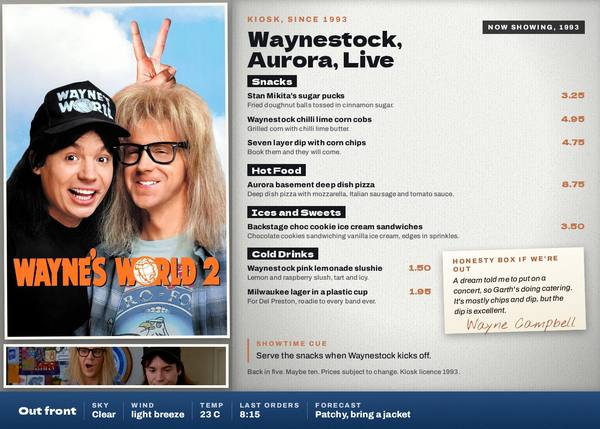 WAYNE'S
WORLD
WAYNE'S WORLD 2
KIOSK, SINCE 1993
NOW SHOWING, 1993
Waynestock,
Aurora, Live
Snacks
Stan Mikita's sugar pucks 3.25
Fried doughnut balls tossed in cinnamon sugar.
Waynestock chilli lime corn cobs 4.95
Grilled corn with chilli lime butter.
Seven layer dip with corn chips 4.75
Book them and they will come.
Hot Food
Aurora basement deep dish pizza 8.75
Deep dish pizza with mozzarella, Italian sausage and tomato sauce.
Ices and Sweets
Backstage choc cookie ice cream sandwiches 3.50
Chocolate cookies sandwiching vanilla ice cream, edges in sprinkles.
Cold Drinks
Waynestock pink lemonade slushie 1.50
Lemon and raspberry slush, tart and icy.
Milwaukee lager in a plastic cup 1.95
For Del Preston, roadie to every band ever.
HONESTY BOX IF WE'RE
OUT
A dream told me to put on a
concert, so Garth's doing catering.
It's mostly chips and dip, but the
dip is excellent.
Wayne Campbell
SHOWTIME CUE
Serve the snacks when Waynestock kicks off.
Back in five. Maybe ten. Prices subject to change. Kiosk licence 1993.
Out front
SKY
Clear
WIND
light breeze
TEMP
23 C
LAST ORDERS
8:15
FORECAST
Patchy, bring a jacket